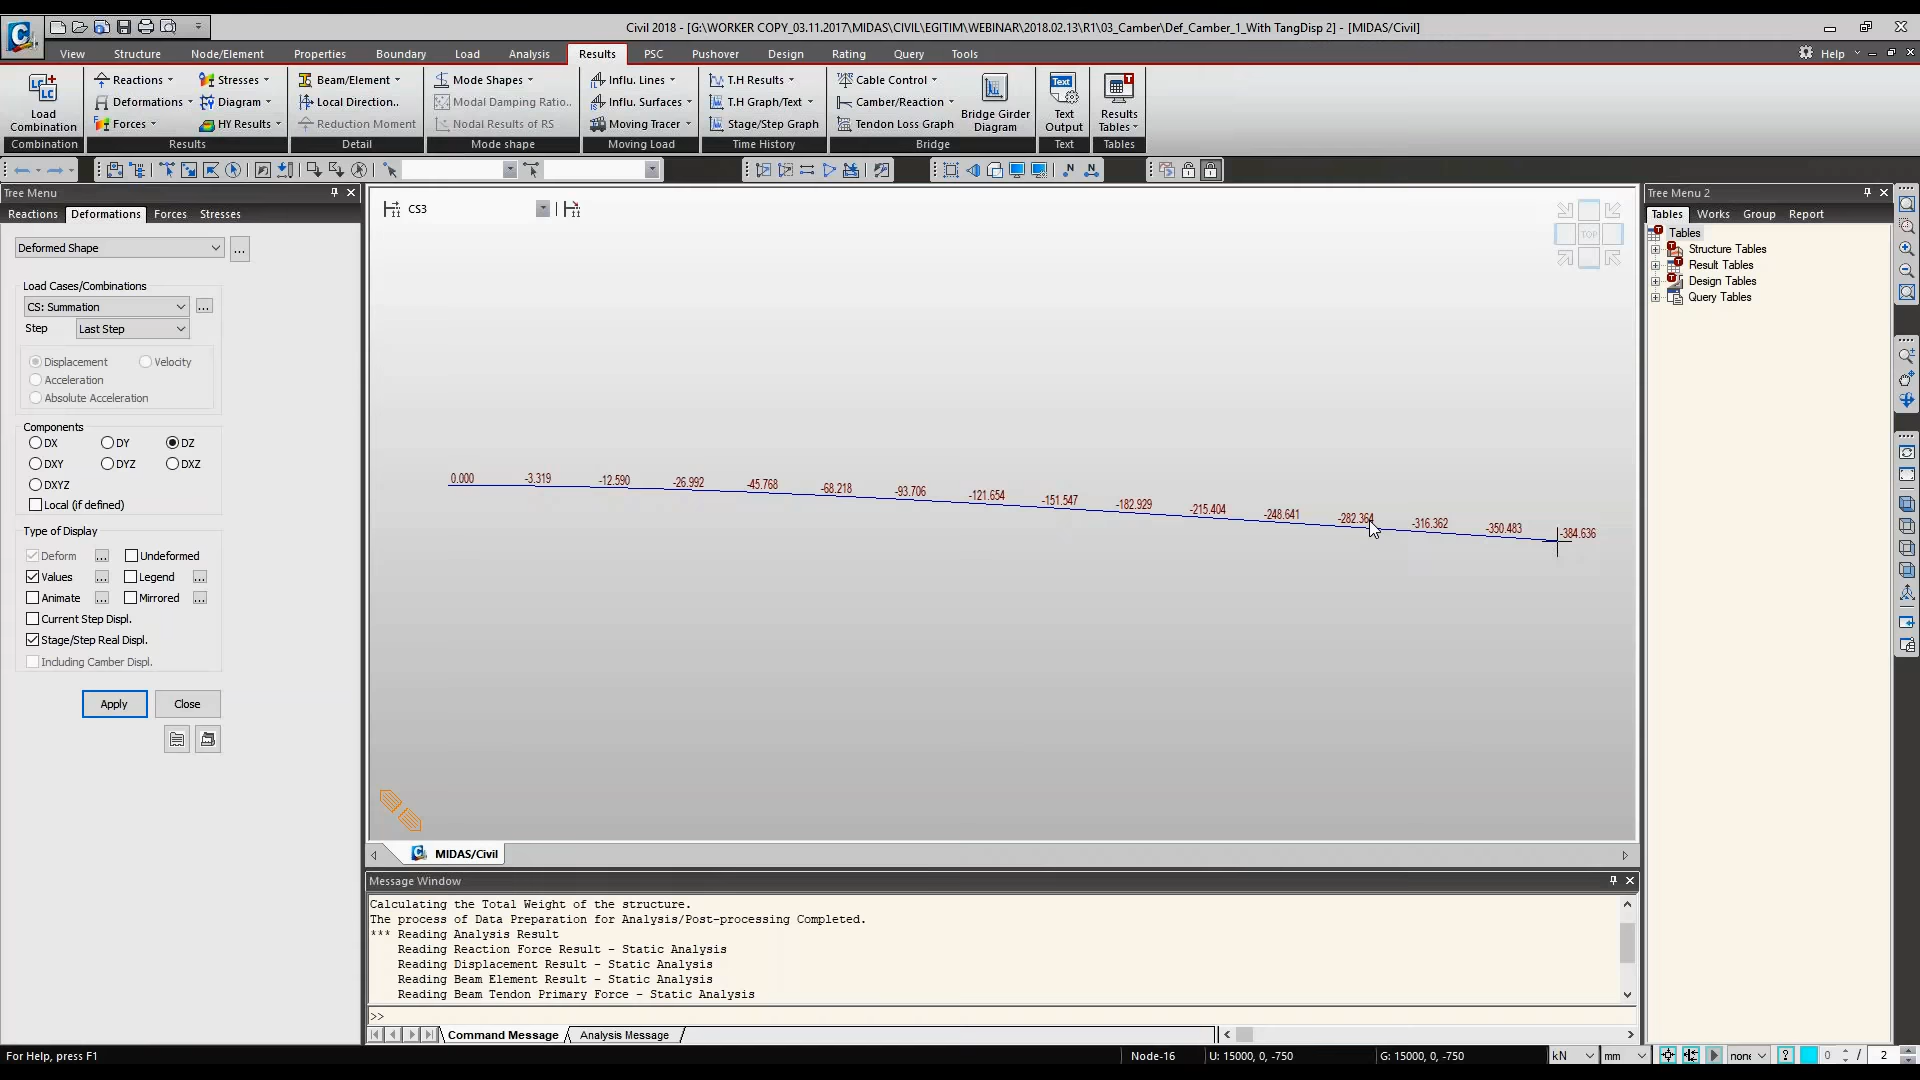 Civil 2018 - [G:\WORKER COPY_03.11.2017\MIDAS\CIVIL\EGITIM\WEBINAR\2018.02.13\R1\03_Camber\Def_Camber_1_With TangDisp 2] - [MIDAS/Civil]
View Structure Node/Element Properties Boundary Load Analysis Results PSC Pushover Design Rating Query Tools Help
Load Combination
Reactions Stresses
Deformations Diagram
Forces HY Results
Beam/Element
Local Direction..
Reduction Moment
Mode Shapes
Modal Damping Ratio..
Nodal Results of RS
Influ. Lines
Influ. Surfaces
Moving Tracer
T.H Results
T.H Graph/Text
Stage/Step Graph
Cable Control
Camber/Reaction
Tendon Loss Graph
Bridge Girder Diagram
Text
Text Output
Results Tables
Combination Results Detail Mode shape Moving Load Time History Bridge Text Tables
Tree Menu
Reactions Deformations Forces Stresses
Deformed Shape ...
Load Cases/Combinations
CS: Summation ...
Step Last Step
Displacement Velocity
Acceleration
Absolute Acceleration
Components
DX DY DZ
DXY DYZ DXZ
DXYZ
Local (if defined)
Type of Display
Deform ... Undeformed
Values ... Legend ...
Animate ... Mirrored ...
Current Step Displ.
Stage/Step Real Displ.
Including Camber Displ.
Apply Close
CS3
TOP
0.000 -3.319 -12.590 -26.992 -45.768 -68.218 -93.706 -121.654 -151.547 -182.929 -215.404 -248.641 -282.364 -316.362 -350.483 -384.636
MIDAS/Civil
Message Window
Calculating the Total Weight of the structure.
The process of Data Preparation for Analysis/Post-processing Completed.
*** Reading Analysis Result
Reading Reaction Force Result - Static Analysis
Reading Displacement Result - Static Analysis
Reading Beam Element Result - Static Analysis
Reading Beam Tendon Primary Force - Static Analysis
>>
Command Message Analysis Message
Tree Menu 2
Tables Works Group Report
Tables
Structure Tables
Result Tables
Design Tables
Query Tables
For Help, press F1 Node-16 U: 15000, 0, -750 G: 15000, 0, -750 kN mm none ? 0 / 2